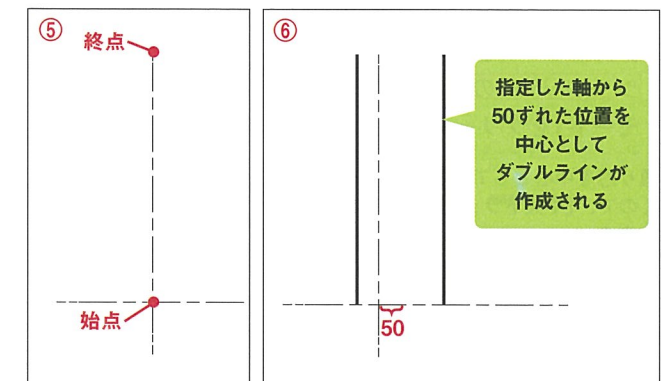 ⑤
終点
始点
⑥
指定した軸から
50ずれた位置を
中心として
ダブルラインが
作成される
50